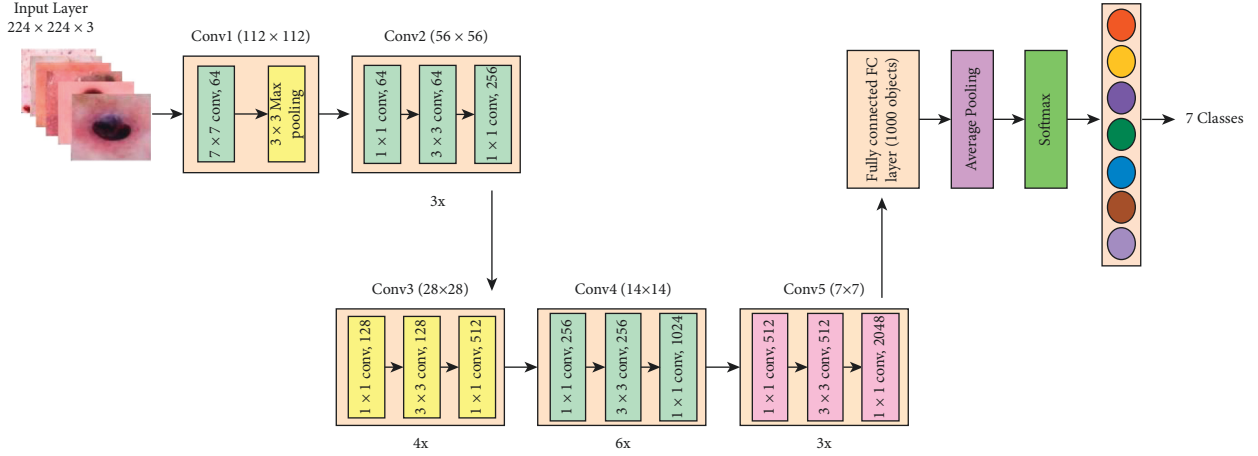 Input Layer
224 × 224 × 3
Conv1 (112 × 112)
7 × 7 conv, 64
3 × 3 Max
pooling
Conv2 (56 × 56)
1 × 1 conv, 64
3 × 3 conv, 64
1 × 1 conv, 256
3x
Conv3 (28×28)
1 × 1 conv, 128
3 × 3 conv, 128
1 × 1 conv, 512
4x
Conv4 (14×14)
1 × 1 conv, 256
3 × 3 conv, 256
1 × 1 conv, 1024
6x
Conv5 (7×7)
1 × 1 conv, 512
3 × 3 conv, 512
1 × 1 conv, 2048
3x
Fully connected FC
layer (1000 objects)
Average Pooling
Softmax
7 Classes